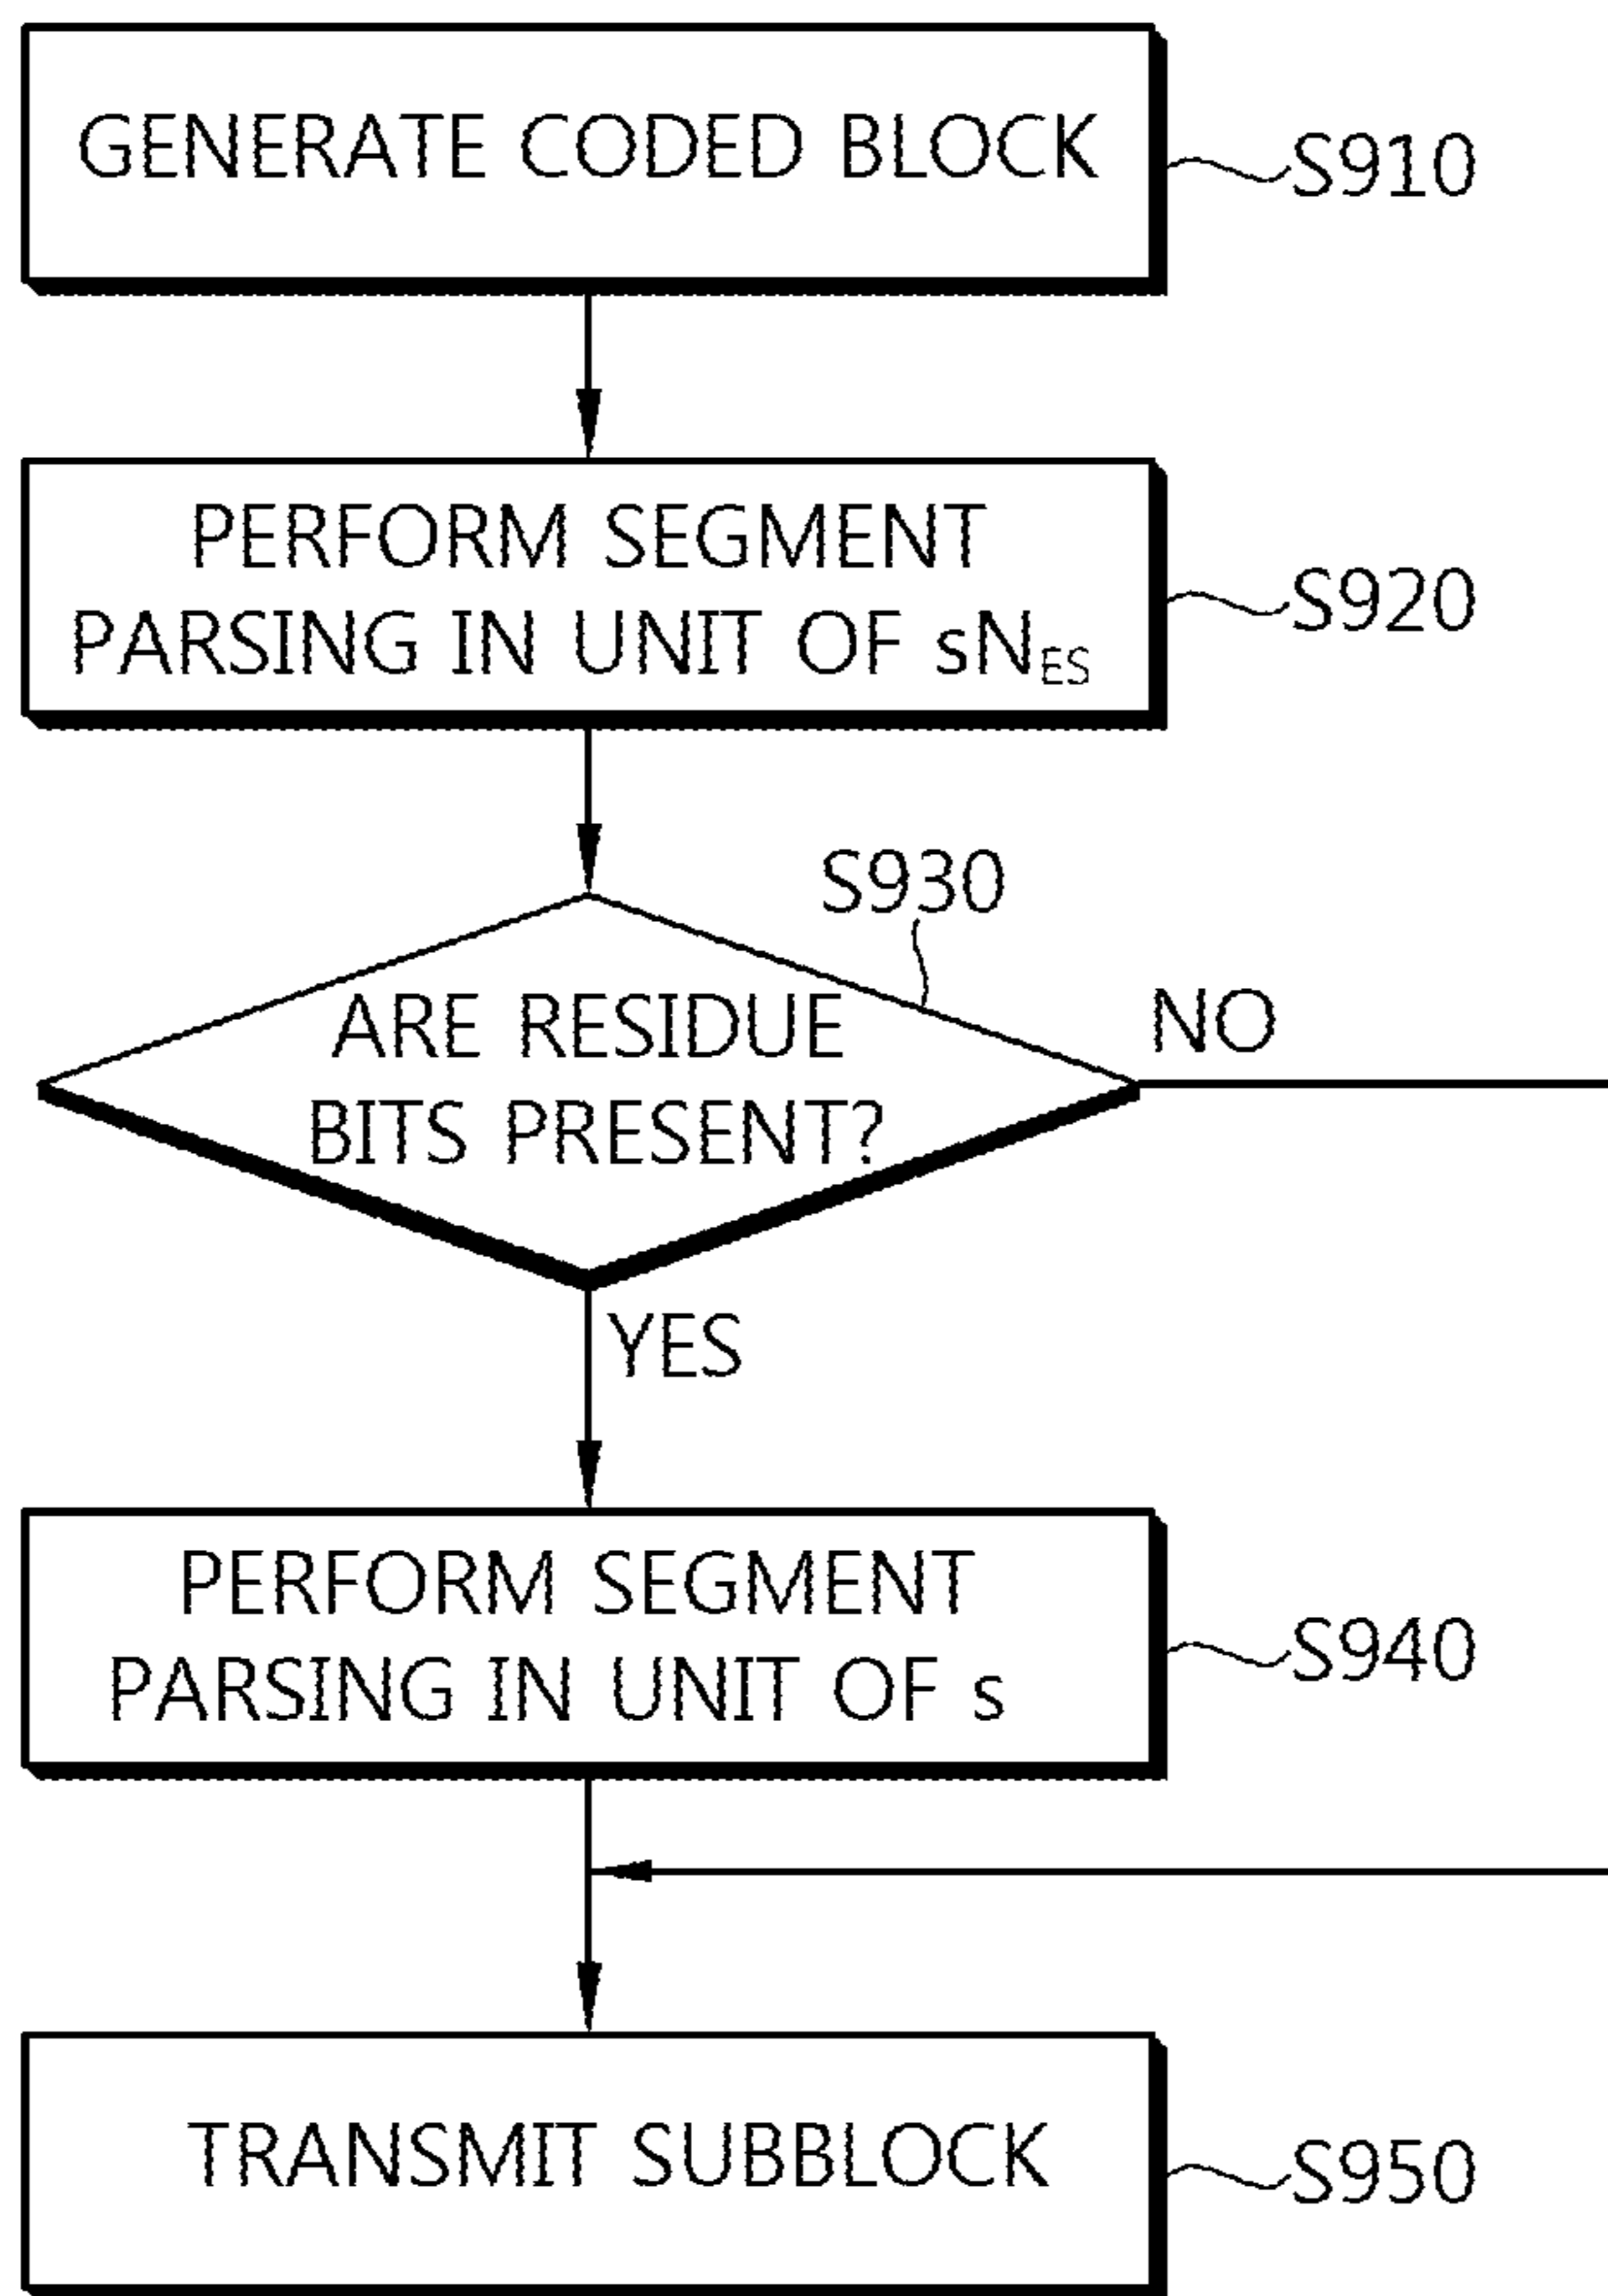 GENERATE CODED BLOCK
S910
PERFORM SEGMENT
PARSING IN UNIT OF sN_ES
S920
S930
ARE RESIDUE
BITS PRESENT?
NO
YES
PERFORM SEGMENT
PARSING IN UNIT OF s
S940
TRANSMIT SUBBLOCK
S950